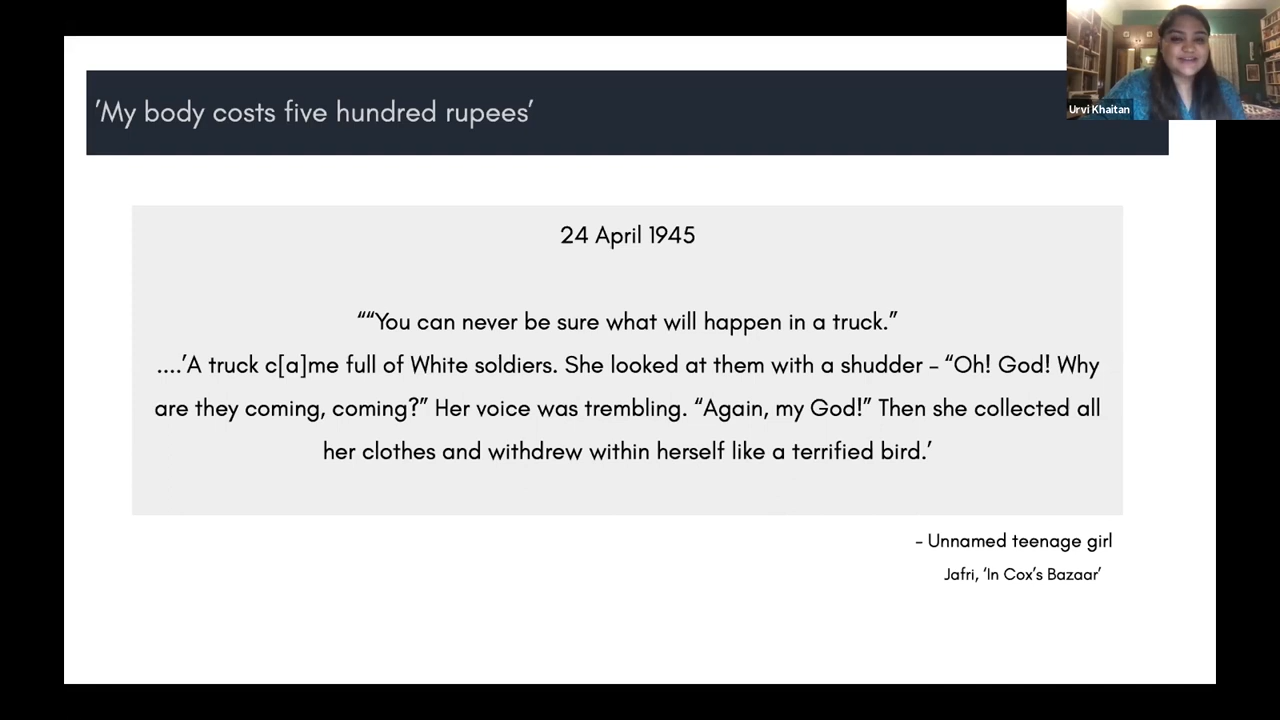 'My body costs five hundred rupees'
Urvi Khaitan
24 April 1945
““You can never be sure what will happen in a truck.”
....'A truck c[a]me full of White soldiers. She looked at them with a shudder – “Oh! God! Why
are they coming, coming?” Her voice was trembling. “Again, my God!” Then she collected all
her clothes and withdrew within herself like a terrified bird.'
– Unnamed teenage girl
Jafri, ‘In Cox’s Bazaar’